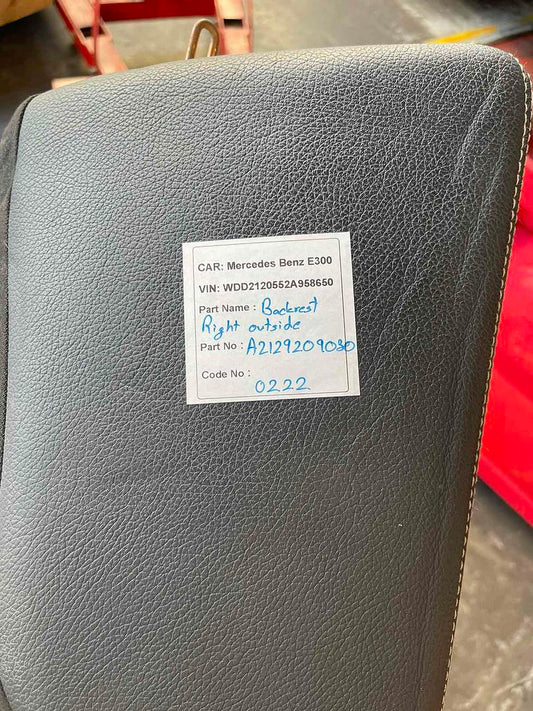 CAR: Mercedes Benz E300
VIN: WDD2120552A958650
Part Name : Backrest
Right outside
Part No : A2129209030
Code No :
0222